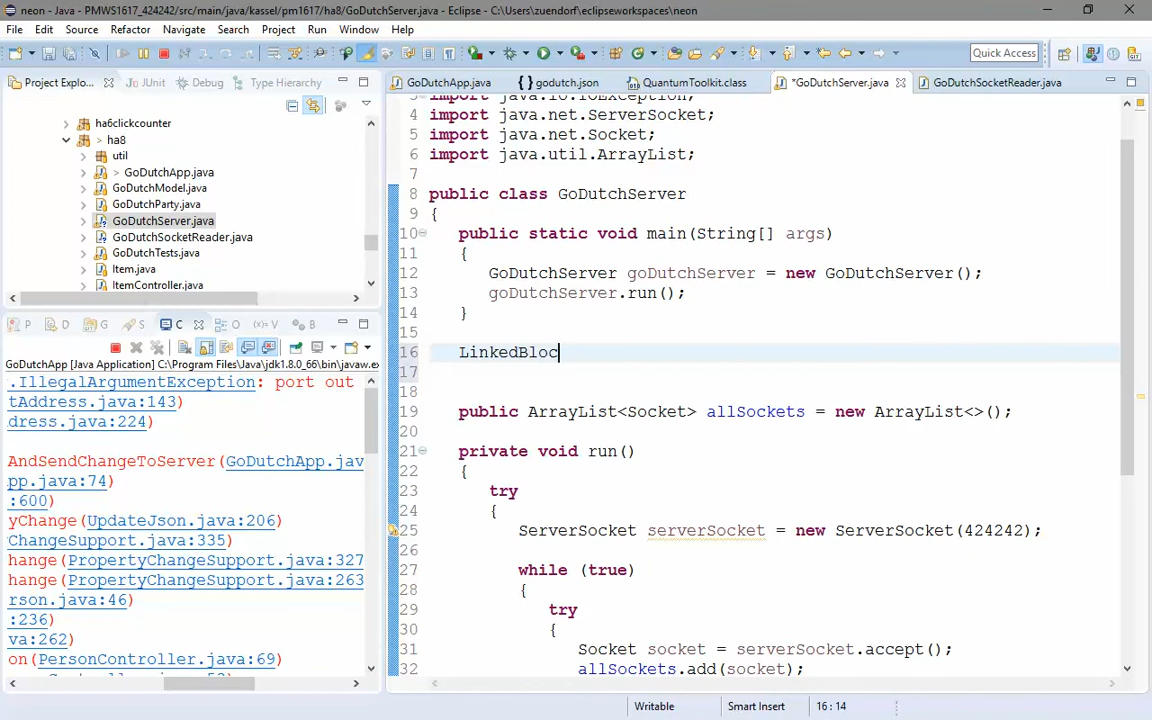 neon - Java - PMWS1617_424242/src/main/java/kassel/pm1617/ha8/GoDutchServer.java - Eclipse - C:\Users\zuendorf\eclipseworkspaces\neon
File Edit Source Refactor Navigate Search Project Run Window Help
Quick Access
Project Explo... JUnit Debug Type Hierarchy
ha6clickcounter
> ha8
util
> GoDutchApp.java
GoDutchModel.java
GoDutchParty.java
GoDutchServer.java
GoDutchSocketReader.java
GoDutchTests.java
Item.java
ItemController.java
P D G S C O V B
GoDutchApp [Java Application] C:\Program Files\Java\jdk1.8.0_66\bin\javaw.ex
.IllegalArgumentException: port out
tAddress.java:143)
dress.java:224)
AndSendChangeToServer(GoDutchApp.jav
pp.java:74)
:600)
yChange(UpdateJson.java:206)
ChangeSupport.java:335)
hange(PropertyChangeSupport.java:327
hange(PropertyChangeSupport.java:263
rson.java:46)
:236)
va:262)
on(PersonController.java:69)
GoDutchApp.java godutch.json QuantumToolkit.class *GoDutchServer.java GoDutchSocketReader.java
3 import java.io.IOException;
4 import java.net.ServerSocket;
5 import java.net.Socket;
6 import java.util.ArrayList;
7
8 public class GoDutchServer
9 {
10 public static void main(String[] args)
11 {
12 GoDutchServer goDutchServer = new GoDutchServer();
13 goDutchServer.run();
14 }
15
16 LinkedBloc
17
18
19 public ArrayList<Socket> allSockets = new ArrayList<>();
20
21 private void run()
22 {
23 try
24 {
25 ServerSocket serverSocket = new ServerSocket(424242);
26
27 while (true)
28 {
29 try
30 {
31 Socket socket = serverSocket.accept();
32 allSockets.add(socket);
Writable Smart Insert 16 : 14